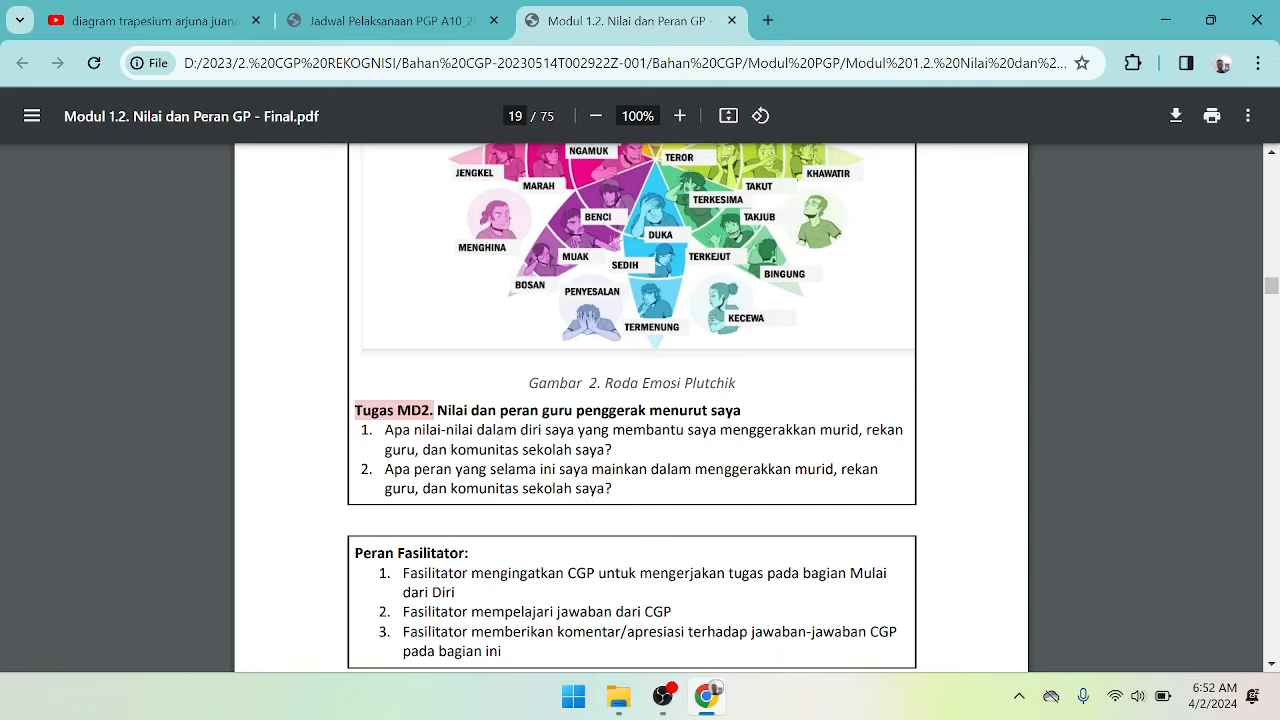 diagram trapesium arjuna juana
Jadwal Pelaksanaan PGP A10_2
Modul 1.2. Nilai dan Peran GP -
File
D:/2023/2.%20CGP%20REKOGNISI/Bahan%20CGP-20230514T002922Z-001/Bahan%20CGP/Modul%20PGP/Modul%201.2.%20Nilai%20dan%2...
Modul 1.2. Nilai dan Peran GP - Final.pdf
19 / 75
100%
NGAMUK
TEROR
JENGKEL
KHAWATIR
MARAH
TAKUT
TERKESIMA
BENCI
TAKJUB
DUKA
MENGHINA
MUAK
TERKEJUT
SEDIH
BINGUNG
BOSAN
PENYESALAN
KECEWA
TERMENUNG
Gambar 2. Roda Emosi Plutchik
Tugas MD2. Nilai dan peran guru penggerak menurut saya
1. Apa nilai-nilai dalam diri saya yang membantu saya menggerakkan murid, rekan
guru, dan komunitas sekolah saya?
2. Apa peran yang selama ini saya mainkan dalam menggerakkan murid, rekan
guru, dan komunitas sekolah saya?
Peran Fasilitator:
1. Fasilitator mengingatkan CGP untuk mengerjakan tugas pada bagian Mulai
dari Diri
2. Fasilitator mempelajari jawaban dari CGP
3. Fasilitator memberikan komentar/apresiasi terhadap jawaban-jawaban CGP
pada bagian ini
6:52 AM
4/2/2024